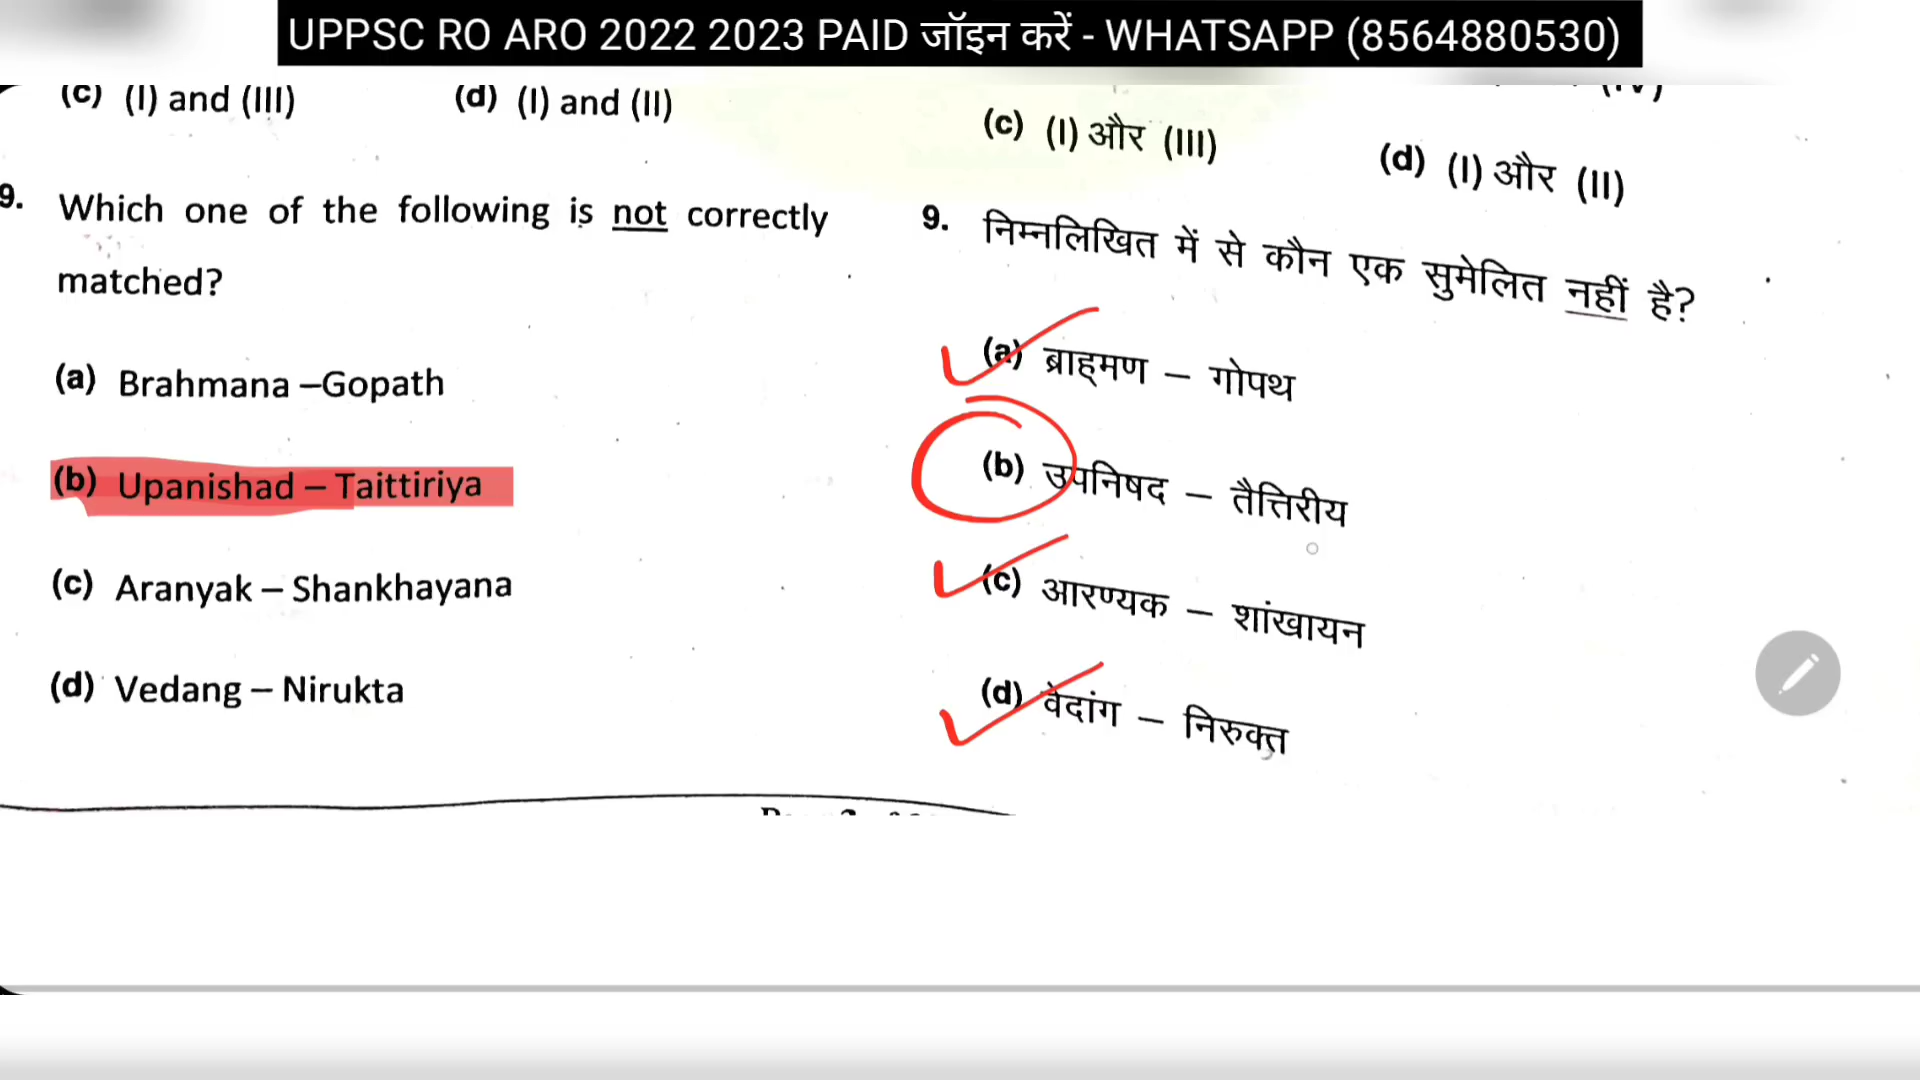 UPPSC RO ARO 2022 2023 PAID जॉइन करें - WHATSAPP (8564880530)
(c) (I) and (III) (d) (I) and (II)
9. Which one of the following is not correctly
matched?
(a) Brahmana –Gopath
(b) Upanishad – Taittiriya
(c) Aranyak – Shankhayana
(d) Vedang – Nirukta
(IV)
(c) (I) और (III) (d) (I) और (II)
9. निम्नलिखित में से कौन एक सुमेलित नहीं है?
(a) ब्राह्मण – गोपथ
(b) उपनिषद – तैत्तिरीय
(c) आरण्यक – शांखायन
(d) वेदांग – निरुक्त